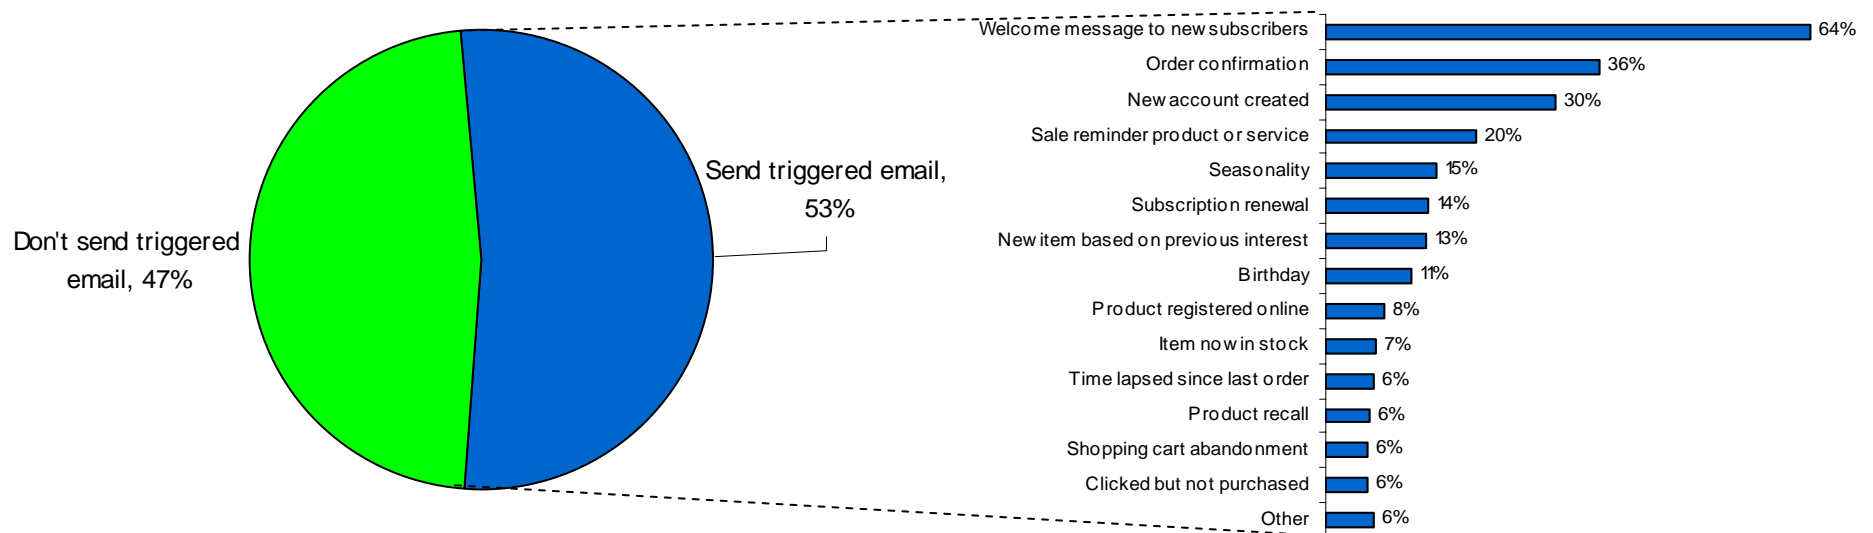 Don't send triggered
email, 47%
Send triggered email,
53%
Welcome message to new subscribers 64%
Order confirmation 36%
New account created 30%
Sale reminder product or service 20%
Seasonality 15%
Subscription renewal 14%
New item based on previous interest 13%
Birthday 11%
Product registered online 8%
Item now in stock 7%
Time lapsed since last order 6%
Product recall 6%
Shopping cart abandonment 6%
Clicked but not purchased 6%
Other 6%